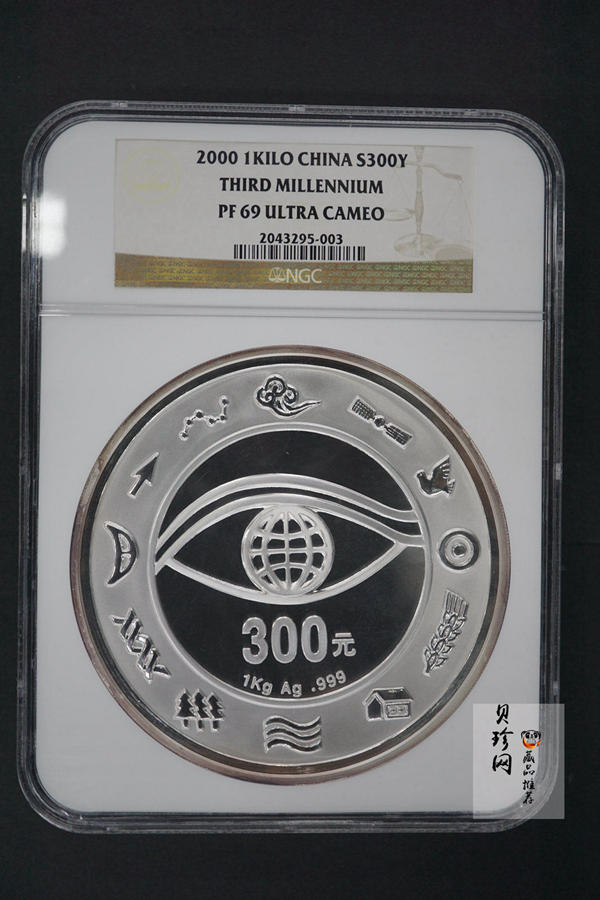 2000 1KILO CHINA S300Y
THIRD MILLENNIUM
PF 69 ULTRA CAMEO
2043295-003
NGC
300元
1Kg Ag .999
贝珍网
藏品
推荐